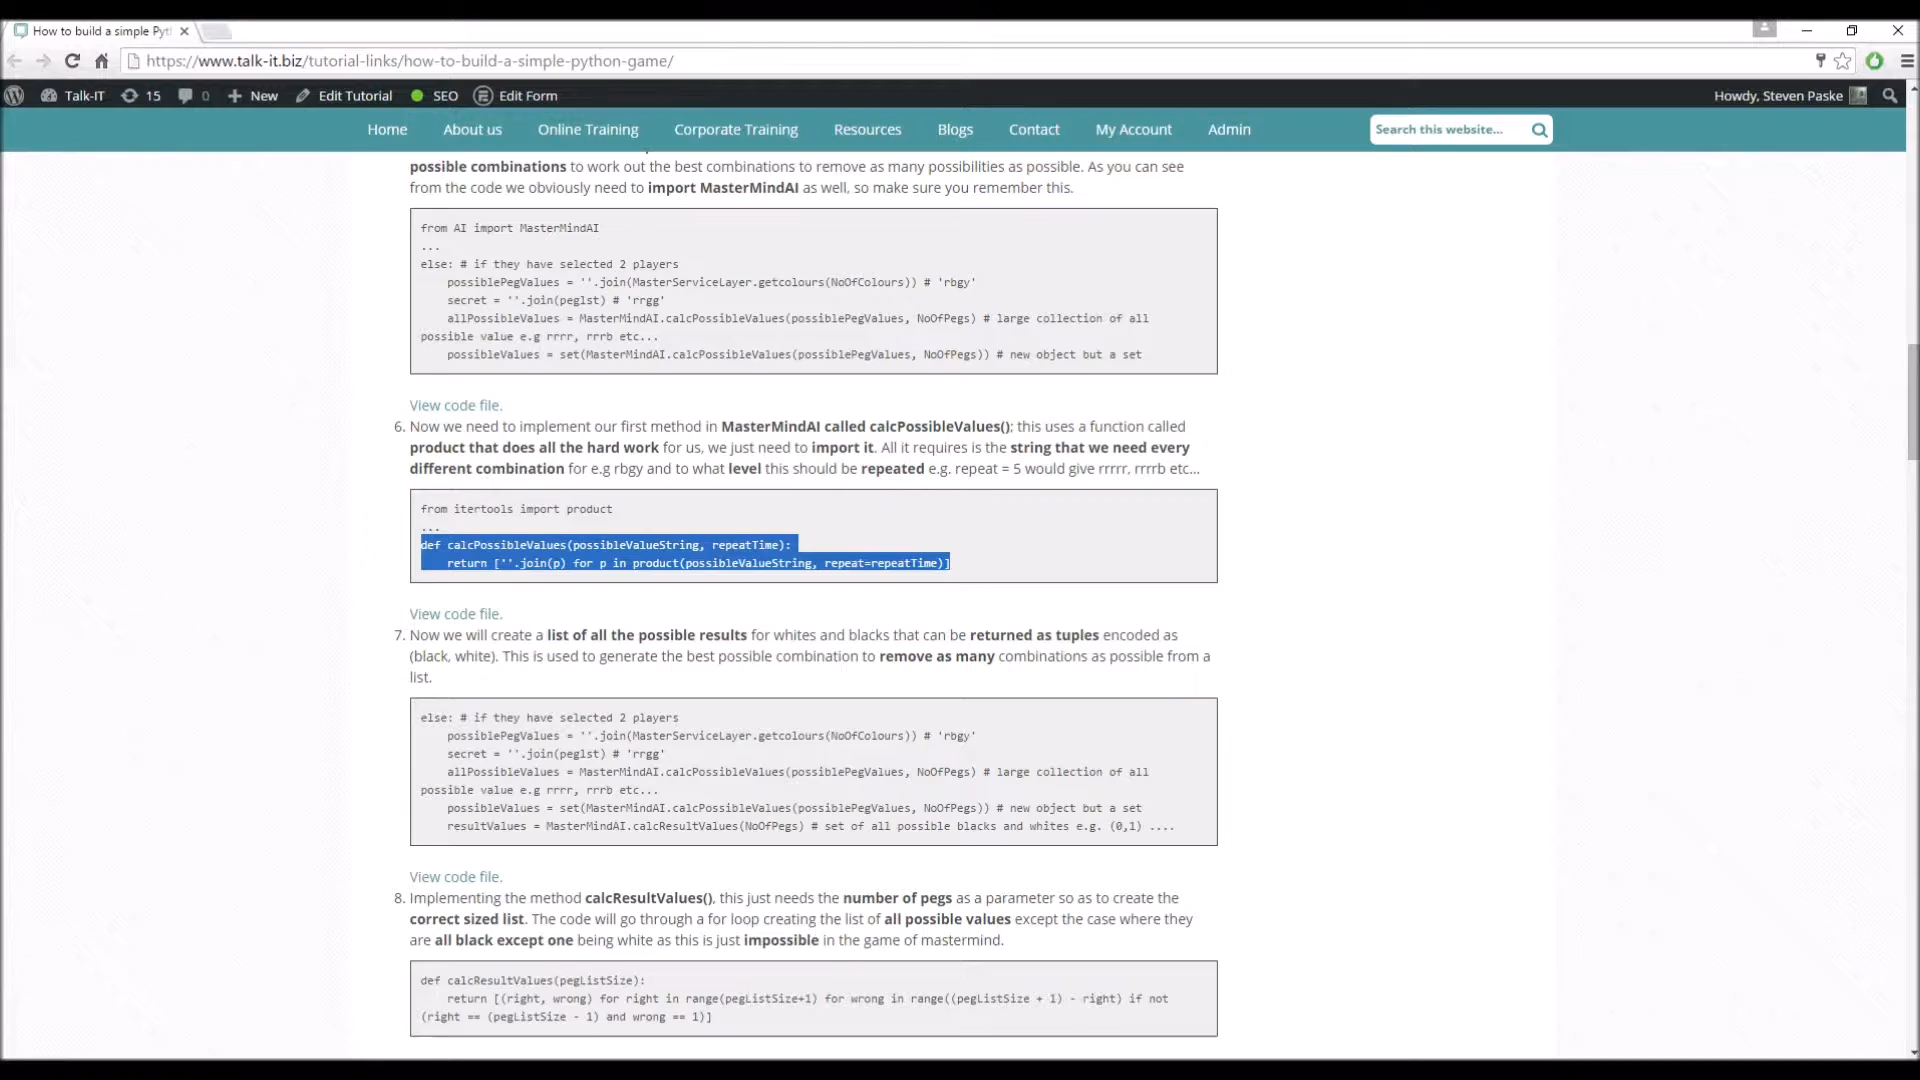 How to build a simple Pyt
https://www.talk-it.biz/tutorial-links/how-to-build-a-simple-python-game/
Talk-IT 15 0 New Edit Tutorial SEO Edit Form Howdy, Steven Paske
Home About us Online Training Corporate Training Resources Blogs Contact My Account Admin Search this website...
possible combinations to work out the best combinations to remove as many possibilities as possible. As you can see
from the code we obviously need to import MasterMindAI as well, so make sure you remember this.
from AI import MasterMindAI
...
else: # if they have selected 2 players
possiblePegValues = ''.join(MasterServiceLayer.getcolours(NoOfColours)) # 'rbgy'
secret = ''.join(peglst) # 'rrgg'
allPossibleValues = MasterMindAI.calcPossibleValues(possiblePegValues, NoOfPegs) # large collection of all
possible value e.g rrrr, rrrb etc...
possibleValues = set(MasterMindAI.calcPossibleValues(possiblePegValues, NoOfPegs)) # new object but a set
View code file.
6. Now we need to implement our first method in MasterMindAI called calcPossibleValues(); this uses a function called
product that does all the hard work for us, we just need to import it. All it requires is the string that we need every
different combination for e.g rbgy and to what level this should be repeated e.g. repeat = 5 would give rrrrr, rrrrb etc...
from itertools import product
...
def calcPossibleValues(possibleValueString, repeatTime):
return [''.join(p) for p in product(possibleValueString, repeat=repeatTime)]
View code file.
7. Now we will create a list of all the possible results for whites and blacks that can be returned as tuples encoded as
(black, white). This is used to generate the best possible combination to remove as many combinations as possible from a
list.
else: # if they have selected 2 players
possiblePegValues = ''.join(MasterServiceLayer.getcolours(NoOfColours)) # 'rbgy'
secret = ''.join(peglst) # 'rrgg'
allPossibleValues = MasterMindAI.calcPossibleValues(possiblePegValues, NoOfPegs) # large collection of all
possible value e.g rrrr, rrrb etc...
possibleValues = set(MasterMindAI.calcPossibleValues(possiblePegValues, NoOfPegs)) # new object but a set
resultValues = MasterMindAI.calcResultValues(NoOfPegs) # set of all possible blacks and whites e.g. (0,1) ....
View code file.
8. Implementing the method calcResultValues(), this just needs the number of pegs as a parameter so as to create the
correct sized list. The code will go through a for loop creating the list of all possible values except the case where they
are all black except one being white as this is just impossible in the game of mastermind.
def calcResultValues(pegListSize):
return [(right, wrong) for right in range(pegListSize+1) for wrong in range((pegListSize + 1) - right) if not
(right == (pegListSize - 1) and wrong == 1)]